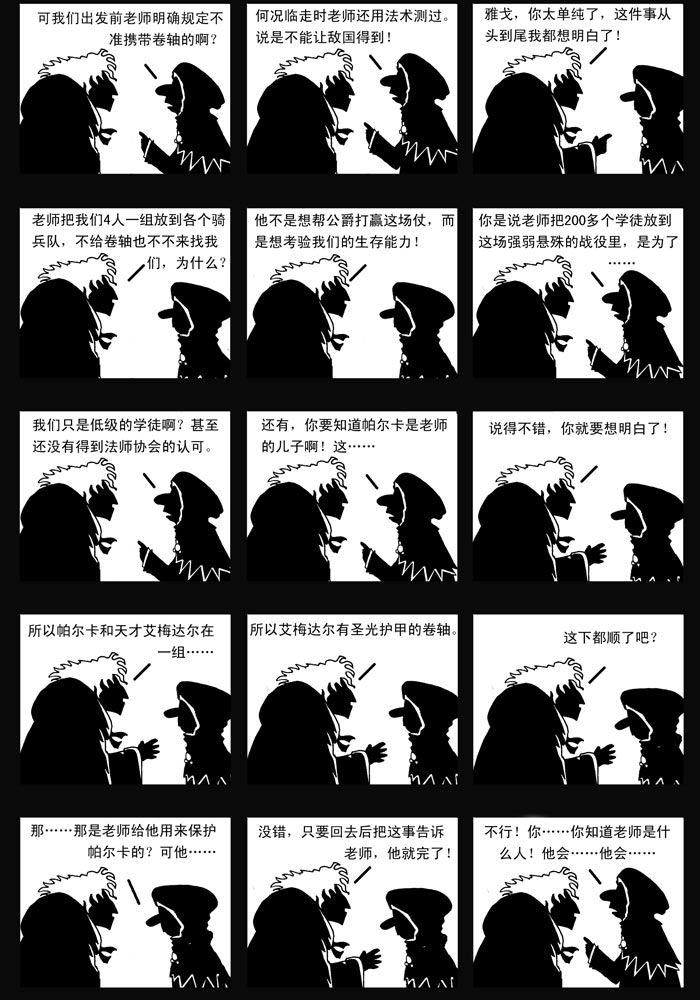 可我们出发前老师明确规定不
准携带卷轴的啊？
何况临走时老师还用法术测过。
说是不能让敌国得到！
雅戈，你太单纯了，这件事从
头到尾我都想明白了！
老师把我们4人一组放到各个骑
兵队，不给卷轴也不不来找我
们，为什么？
他不是想帮公爵打赢这场仗，而
是想考验我们的生存能力！
你是说老师把200多个学徒放到
这场强弱悬殊的战役里，是为了
……
我们只是低级的学徒啊？甚至
还没有得到法师协会的认可。
还有，你要知道帕尔卡是老师
的儿子啊！这……
说得不错，你就要想明白了！
所以帕尔卡和天才艾梅达尔在
一组……
所以艾梅达尔有圣光护甲的卷轴。
这下都顺了吧？
那……那是老师给他用来保护
帕尔卡的？可他……
没错，只要回去后把这事告诉
老师，他就完了！
不行！你……你知道老师是什
么人！他会……他会……